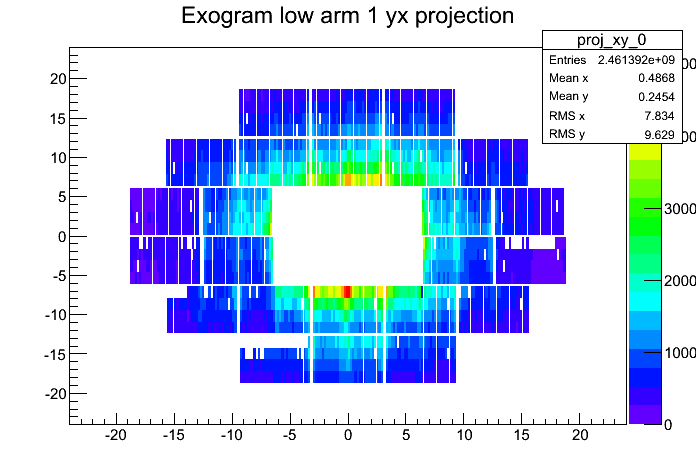 Exogram low arm 1 yx projection
proj_xy_0
Entries 2.461392e+09
Mean x 0.4868
Mean y 0.2454
RMS x 7.834
RMS y 9.629
20
15
10
5
0
-5
-10
-15
-20
-20 -15 -10 -5 0 5 10 15 20
3000
2000
1000
0